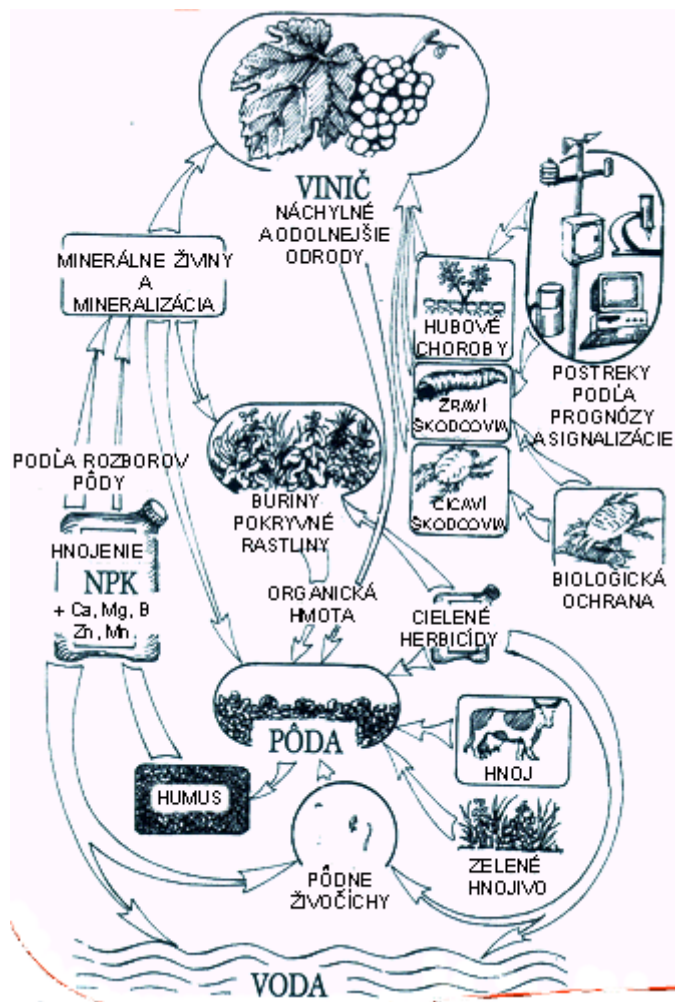 VINIČ
NÁCHYLNÉ
A ODOLNEJŠIE
ODRODY
MINERÁLNE ŽIVINY
A
MINERALIZÁCIA
HUBOVÉ
CHOROBY
ŽRAVÍ
ŠKODCOVIA
CICAVÍ
ŠKODCOVIA
POSTREKY
PODĽA
PROGNÓZY
A SIGNALIZÁCIE
PODĽA ROZBOROV
PÔDY
BURINY
POKRYVNÉ
RASTLINY
BIOLOGICKÁ
OCHRANA
HNOJENIE
NPK
+ Ca, Mg, B
Zn, Mn
ORGANICKÁ
HMOTA
CIELENÉ
HERBICÍDY
PÔDA
HNOJ
HUMUS
ZELENÉ
HNOJIVO
PÔDNE
ŽIVOČÍCHY
VODA